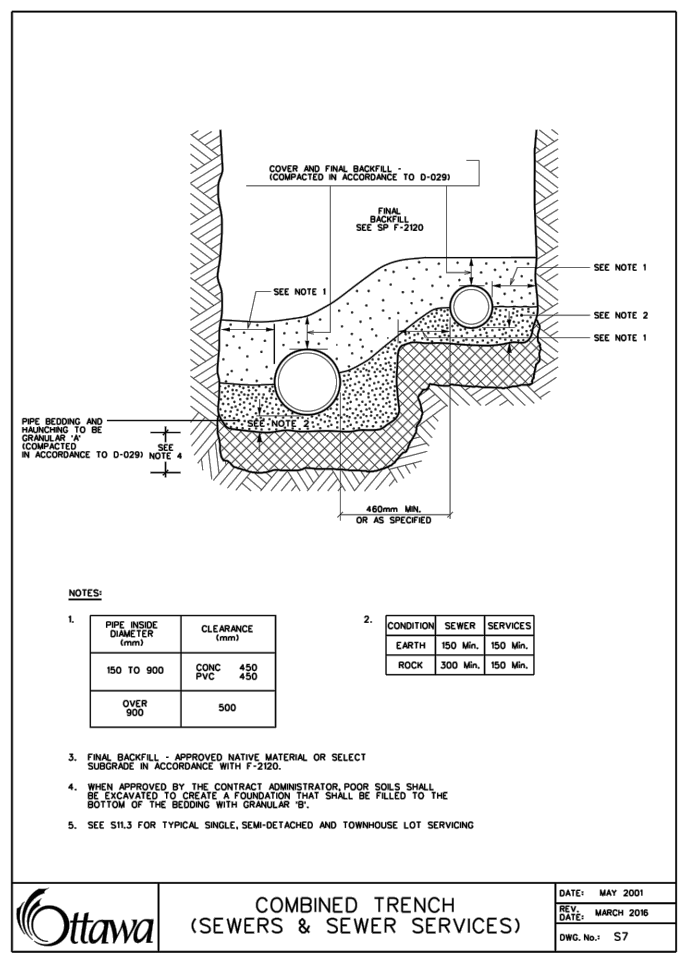 COVER AND FINAL BACKFILL -
(COMPACTED IN ACCORDANCE TO D-029)
FINAL
BACKFILL
SEE SP F-2120
SEE NOTE 1
SEE NOTE 1
SEE NOTE 2
SEE NOTE 1
PIPE BEDDING AND
HAUNCHING TO BE
GRANULAR 'A'
(COMPACTED
IN ACCORDANCE TO D-029)
SEE NOTE 2
SEE
NOTE 4
460mm MIN.
OR AS SPECIFIED
NOTES:
1.
PIPE INSIDE
DIAMETER
(mm)
CLEARANCE
(mm)
150 TO 900
CONC 450
PVC 450
OVER
900
500
2.
CONDITION SEWER SERVICES
EARTH 150 Min. 150 Min.
ROCK 300 Min. 150 Min.
3. FINAL BACKFILL - APPROVED NATIVE MATERIAL OR SELECT
SUBGRADE IN ACCORDANCE WITH F-2120.
4. WHEN APPROVED BY THE CONTRACT ADMINISTRATOR, POOR SOILS SHALL
BE EXCAVATED TO CREATE A FOUNDATION THAT SHALL BE FILLED TO THE
BOTTOM OF THE BEDDING WITH GRANULAR 'B'.
5. SEE S11.3 FOR TYPICAL SINGLE, SEMI-DETACHED AND TOWNHOUSE LOT SERVICING
Ottawa
COMBINED TRENCH
(SEWERS & SEWER SERVICES)
DATE: MAY 2001
REV.
DATE: MARCH 2016
DWG. No.: S7